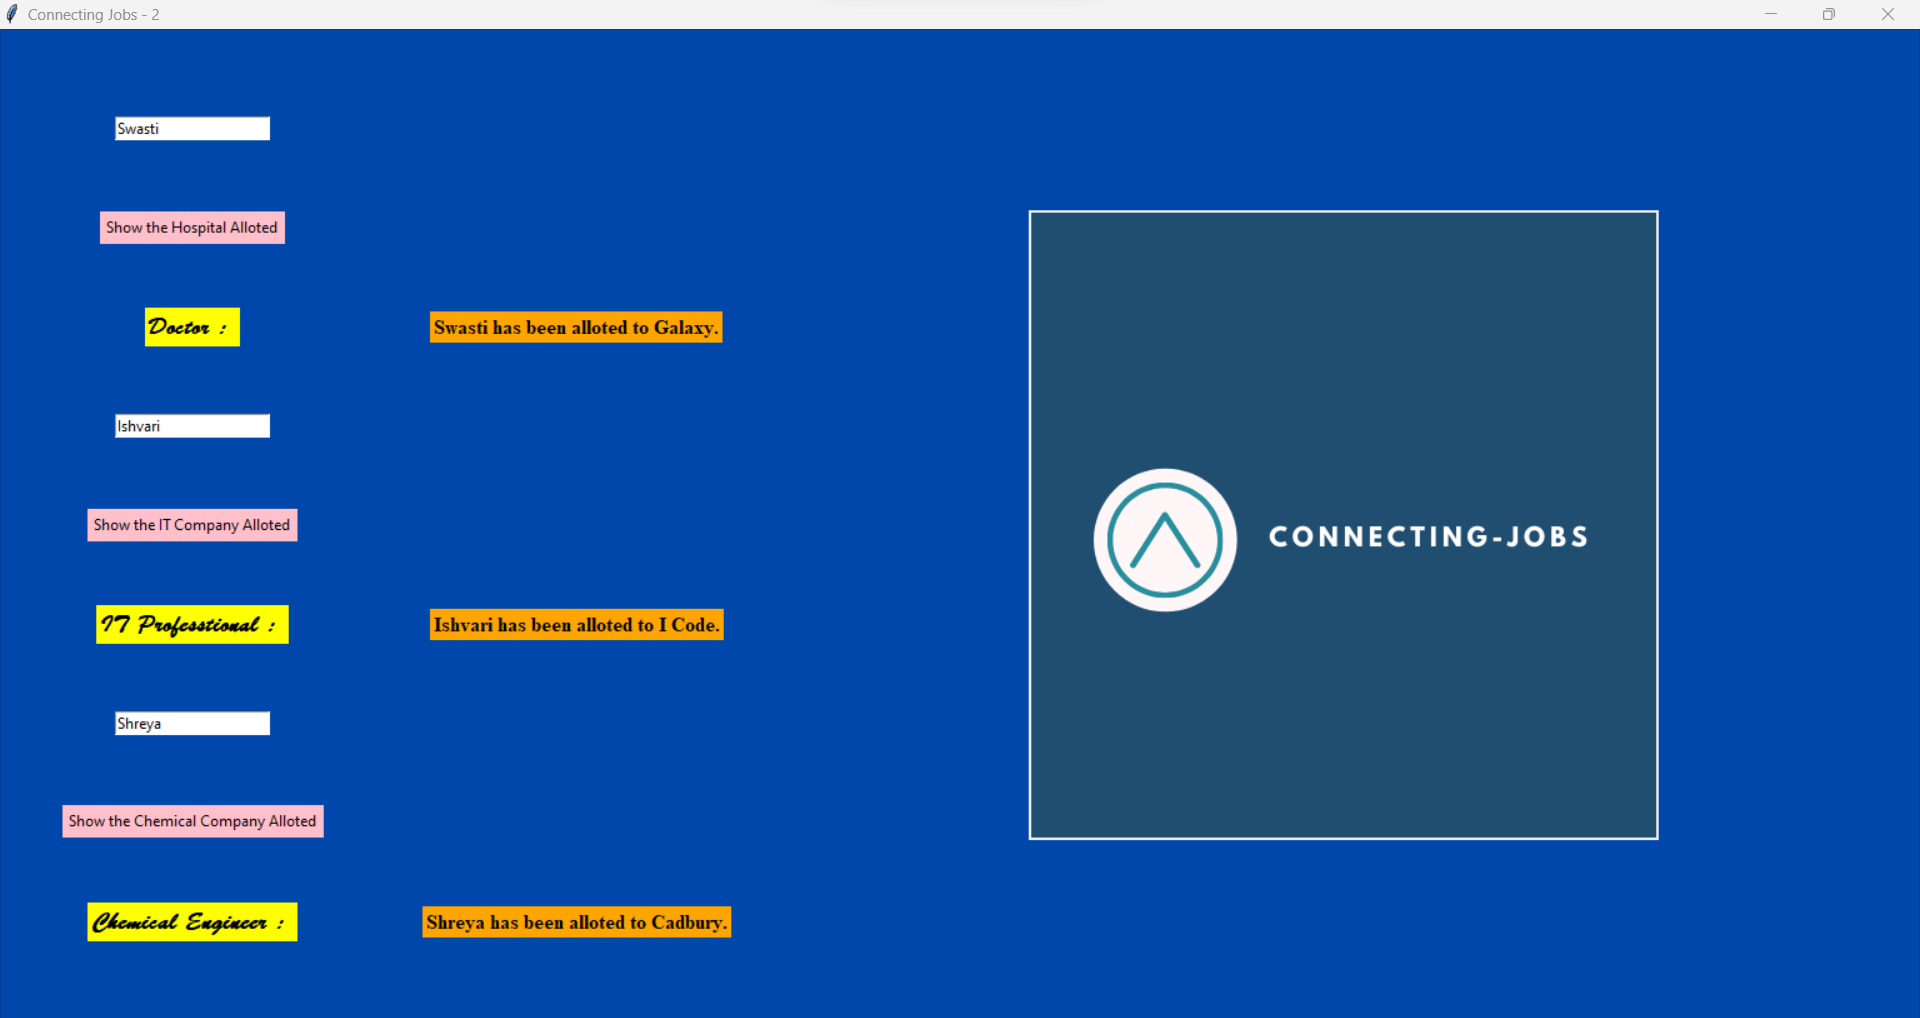 Connecting Jobs - 2
Swasti
Show the Hospital Alloted
Doctor :
Swasti has been alloted to Galaxy.
Ishvari
Show the IT Company Alloted
IT Professtional :
Ishvari has been alloted to I Code.
CONNECTING-JOBS
Shreya
Show the Chemical Company Alloted
Chemical Engineer :
Shreya has been alloted to Cadbury.